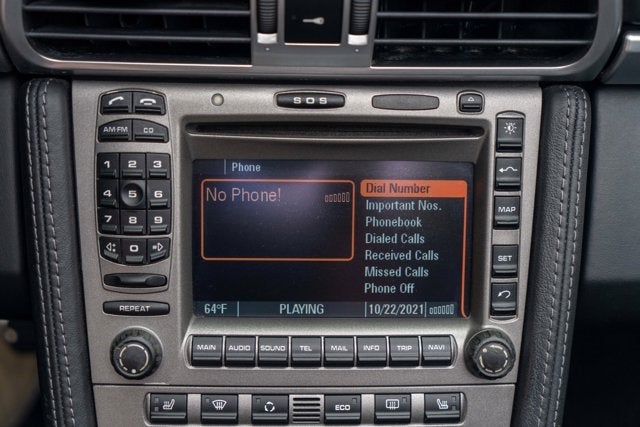 SOS
AM·FM CD
1 2 3
4 5 6
7 8 9
0
REPEAT
Phone
No Phone!
Dial Number
Important Nos.
Phonebook
Dialed Calls
Received Calls
Missed Calls
Phone Off
64°F PLAYING 10/22/2021
MAP
SET
MAIN AUDIO SOUND TEL MAIL INFO TRIP NAVI
ECO